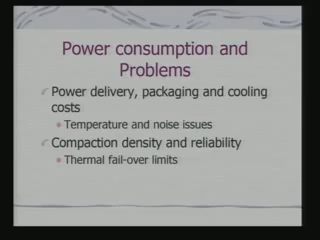 Power consumption and
Problems
Power delivery, packaging and cooling
costs
Temperature and noise issues
Compaction density and reliability
Thermal fail-over limits